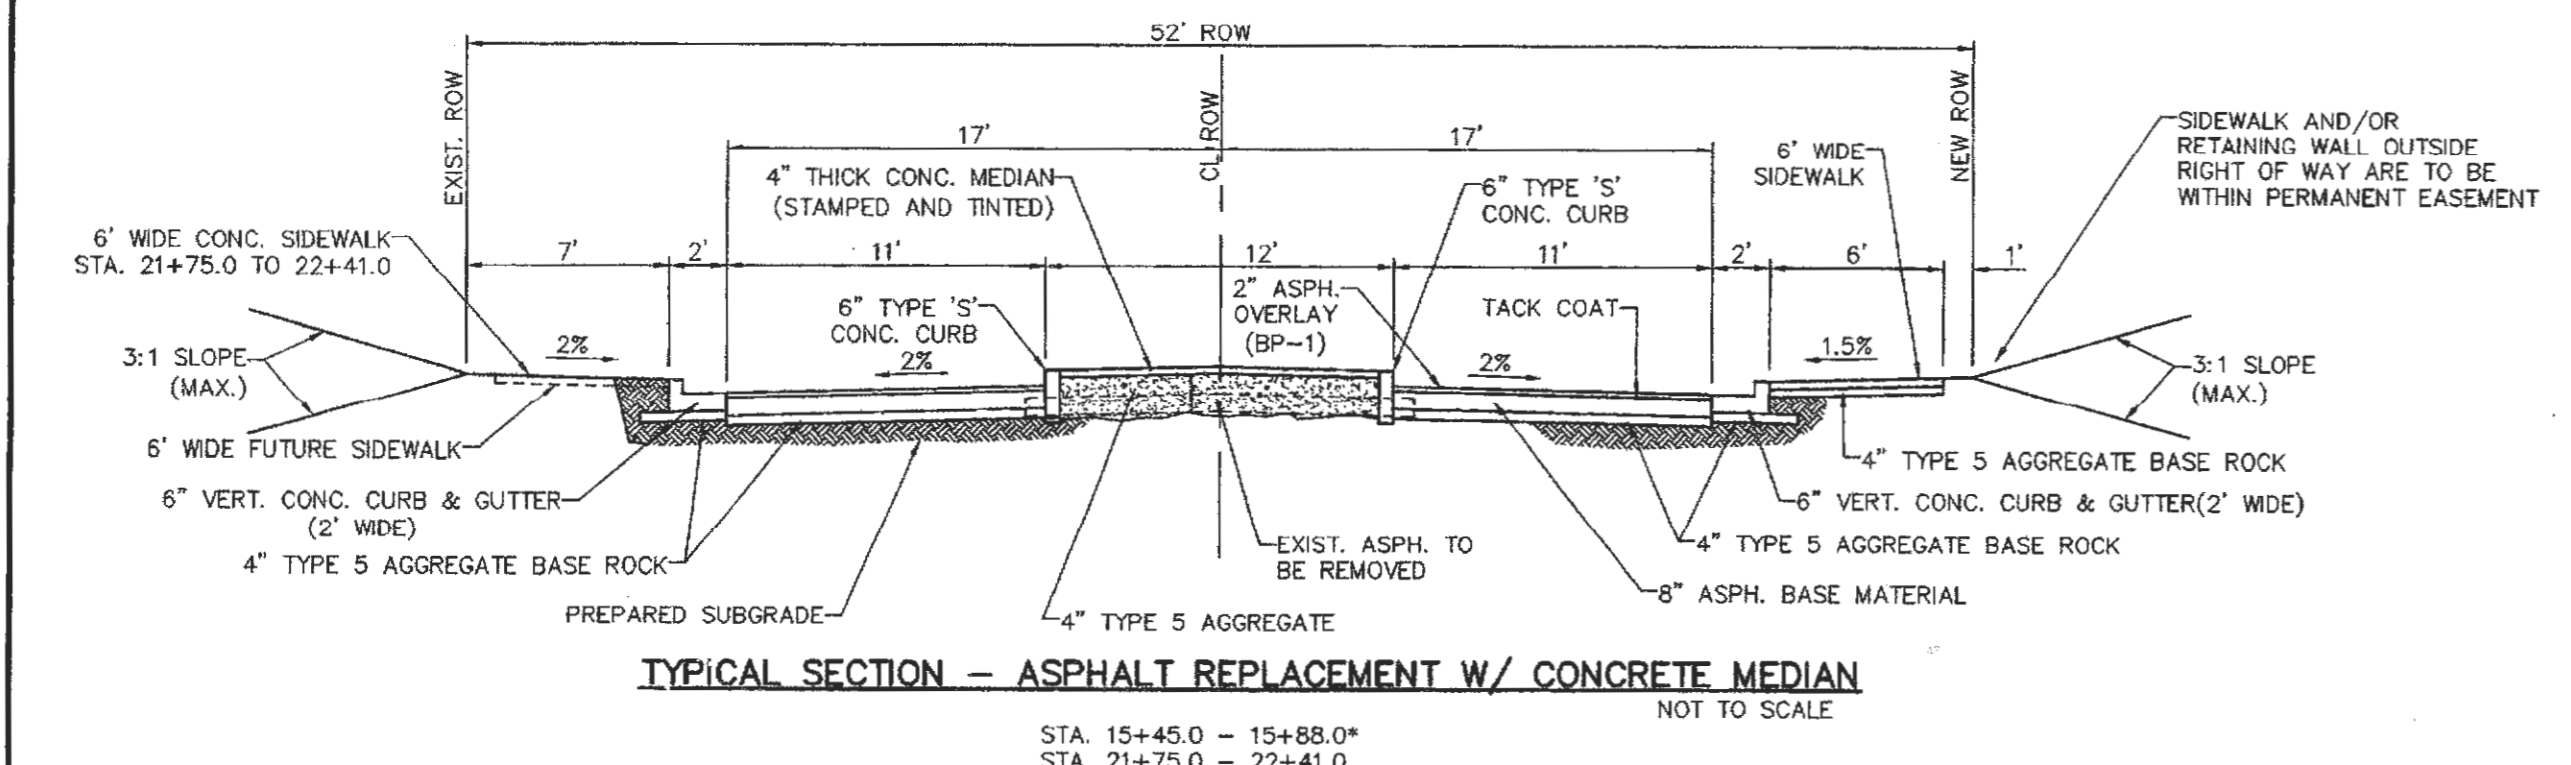 52' ROW
EXIST. ROW
CL ROW
NEW ROW
17'
17'
SIDEWALK AND/OR
RETAINING WALL OUTSIDE
RIGHT OF WAY ARE TO BE
WITHIN PERMANENT EASEMENT
6' WIDE
SIDEWALK
4" THICK CONC. MEDIAN
(STAMPED AND TINTED)
6" TYPE 'S'
CONC. CURB
6' WIDE CONC. SIDEWALK
STA. 21+75.0 TO 22+41.0
7'
2'
11'
12'
11'
2'
6'
1'
6" TYPE 'S'
CONC. CURB
2" ASPH.
OVERLAY
(BP-1)
TACK COAT
3:1 SLOPE
(MAX.)
2%
2%
2%
1.5%
3:1 SLOPE
(MAX.)
6' WIDE FUTURE SIDEWALK
6" VERT. CONC. CURB & GUTTER
(2' WIDE)
4" TYPE 5 AGGREGATE BASE ROCK
PREPARED SUBGRADE
4" TYPE 5 AGGREGATE
EXIST. ASPH. TO
BE REMOVED
4" TYPE 5 AGGREGATE BASE ROCK
6" VERT. CONC. CURB & GUTTER(2' WIDE)
4" TYPE 5 AGGREGATE BASE ROCK
8" ASPH. BASE MATERIAL
TYPICAL SECTION – ASPHALT REPLACEMENT W/ CONCRETE MEDIAN
NOT TO SCALE
STA. 15+45.0 – 15+88.0*
STA. 21+75.0 – 22+41.0